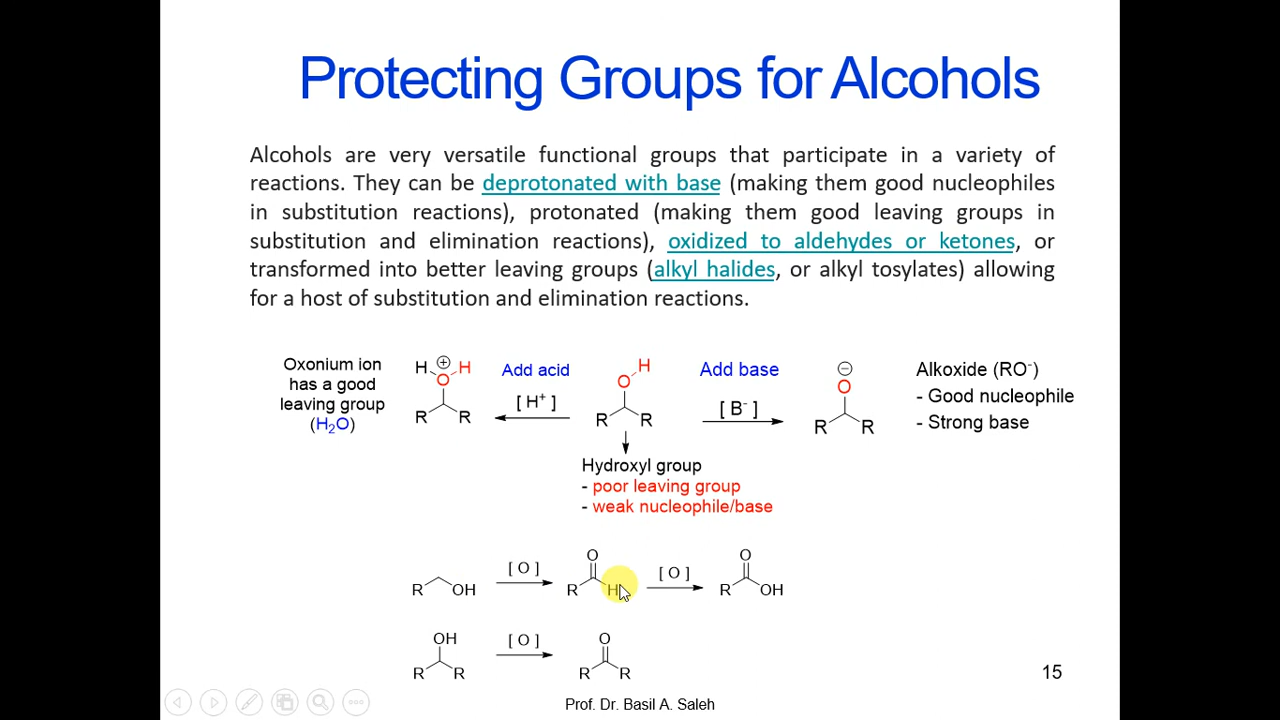 Protecting Groups for Alcohols
Alcohols are very versatile functional groups that participate in a variety of
reactions. They can be deprotonated with base (making them good nucleophiles
in substitution reactions), protonated (making them good leaving groups in
substitution and elimination reactions), oxidized to aldehydes or ketones, or
transformed into better leaving groups (alkyl halides, or alkyl tosylates) allowing
for a host of substitution and elimination reactions.
Oxonium ion
has a good
leaving group
(H₂O)
H ⊕ H
O
R R
Add acid
[ H⁺ ]
H
O
R R
Add base
[ B⁻ ]
⊖
O
R R
Alkoxide (RO⁻)
- Good nucleophile
- Strong base
Hydroxyl group
- poor leaving group
- weak nucleophile/base
R OH
[ O ]
O
R H
[ O ]
O
R OH
OH
R R
[ O ]
O
R R
15
Prof. Dr. Basil A. Saleh